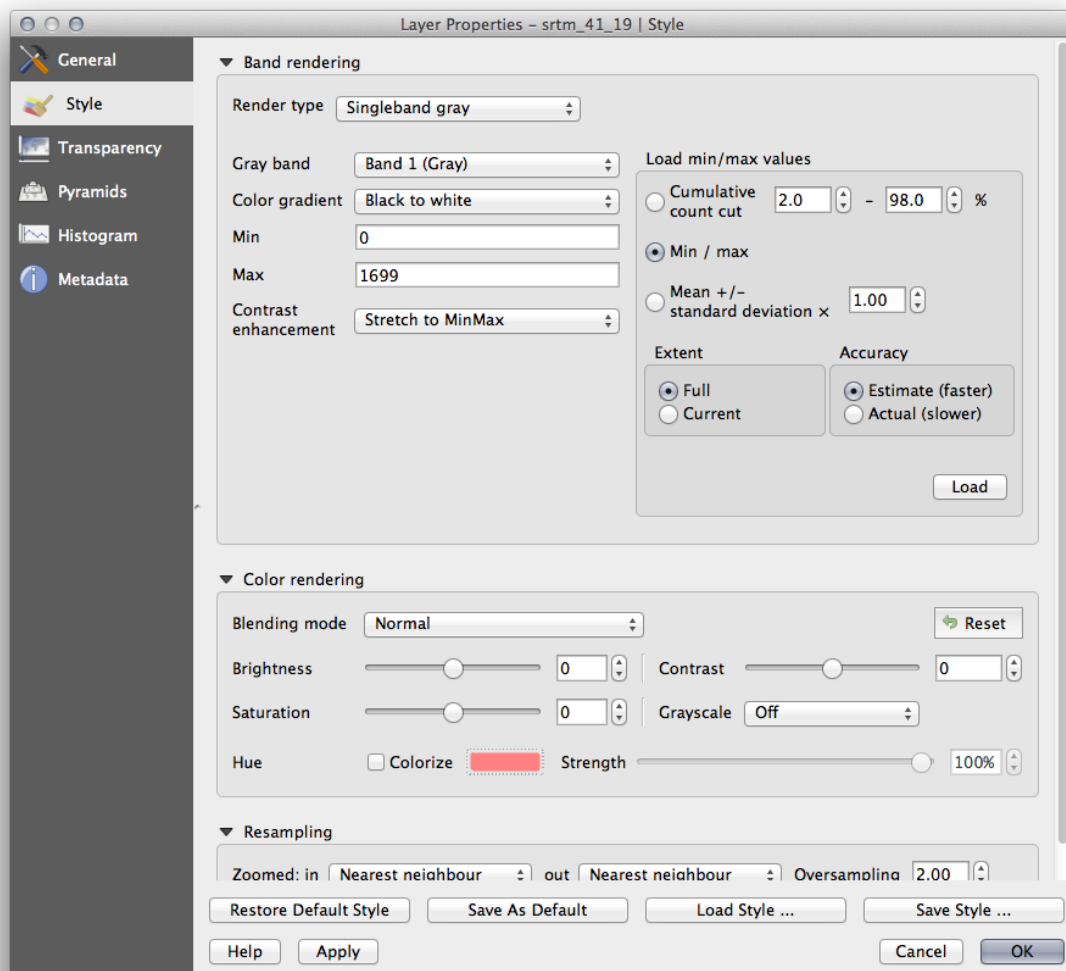 Layer Properties – srtm_41_19 | Style
General
Style
Transparency
Pyramids
Histogram
Metadata
Band rendering
Render type Singleband gray
Gray band Band 1 (Gray)
Color gradient Black to white
Min 0
Max 1699
Contrast
enhancement Stretch to MinMax
Load min/max values
Cumulative
count cut 2.0 – 98.0 %
Min / max
Mean +/-
standard deviation × 1.00
Extent
Full
Current
Accuracy
Estimate (faster)
Actual (slower)
Load
Color rendering
Blending mode Normal Reset
Brightness 0 Contrast 0
Saturation 0 Grayscale Off
Hue Colorize Strength 100%
Resampling
Zoomed: in Nearest neighbour out Nearest neighbour Oversampling 2.00
Restore Default Style Save As Default Load Style ... Save Style ...
Help Apply Cancel OK